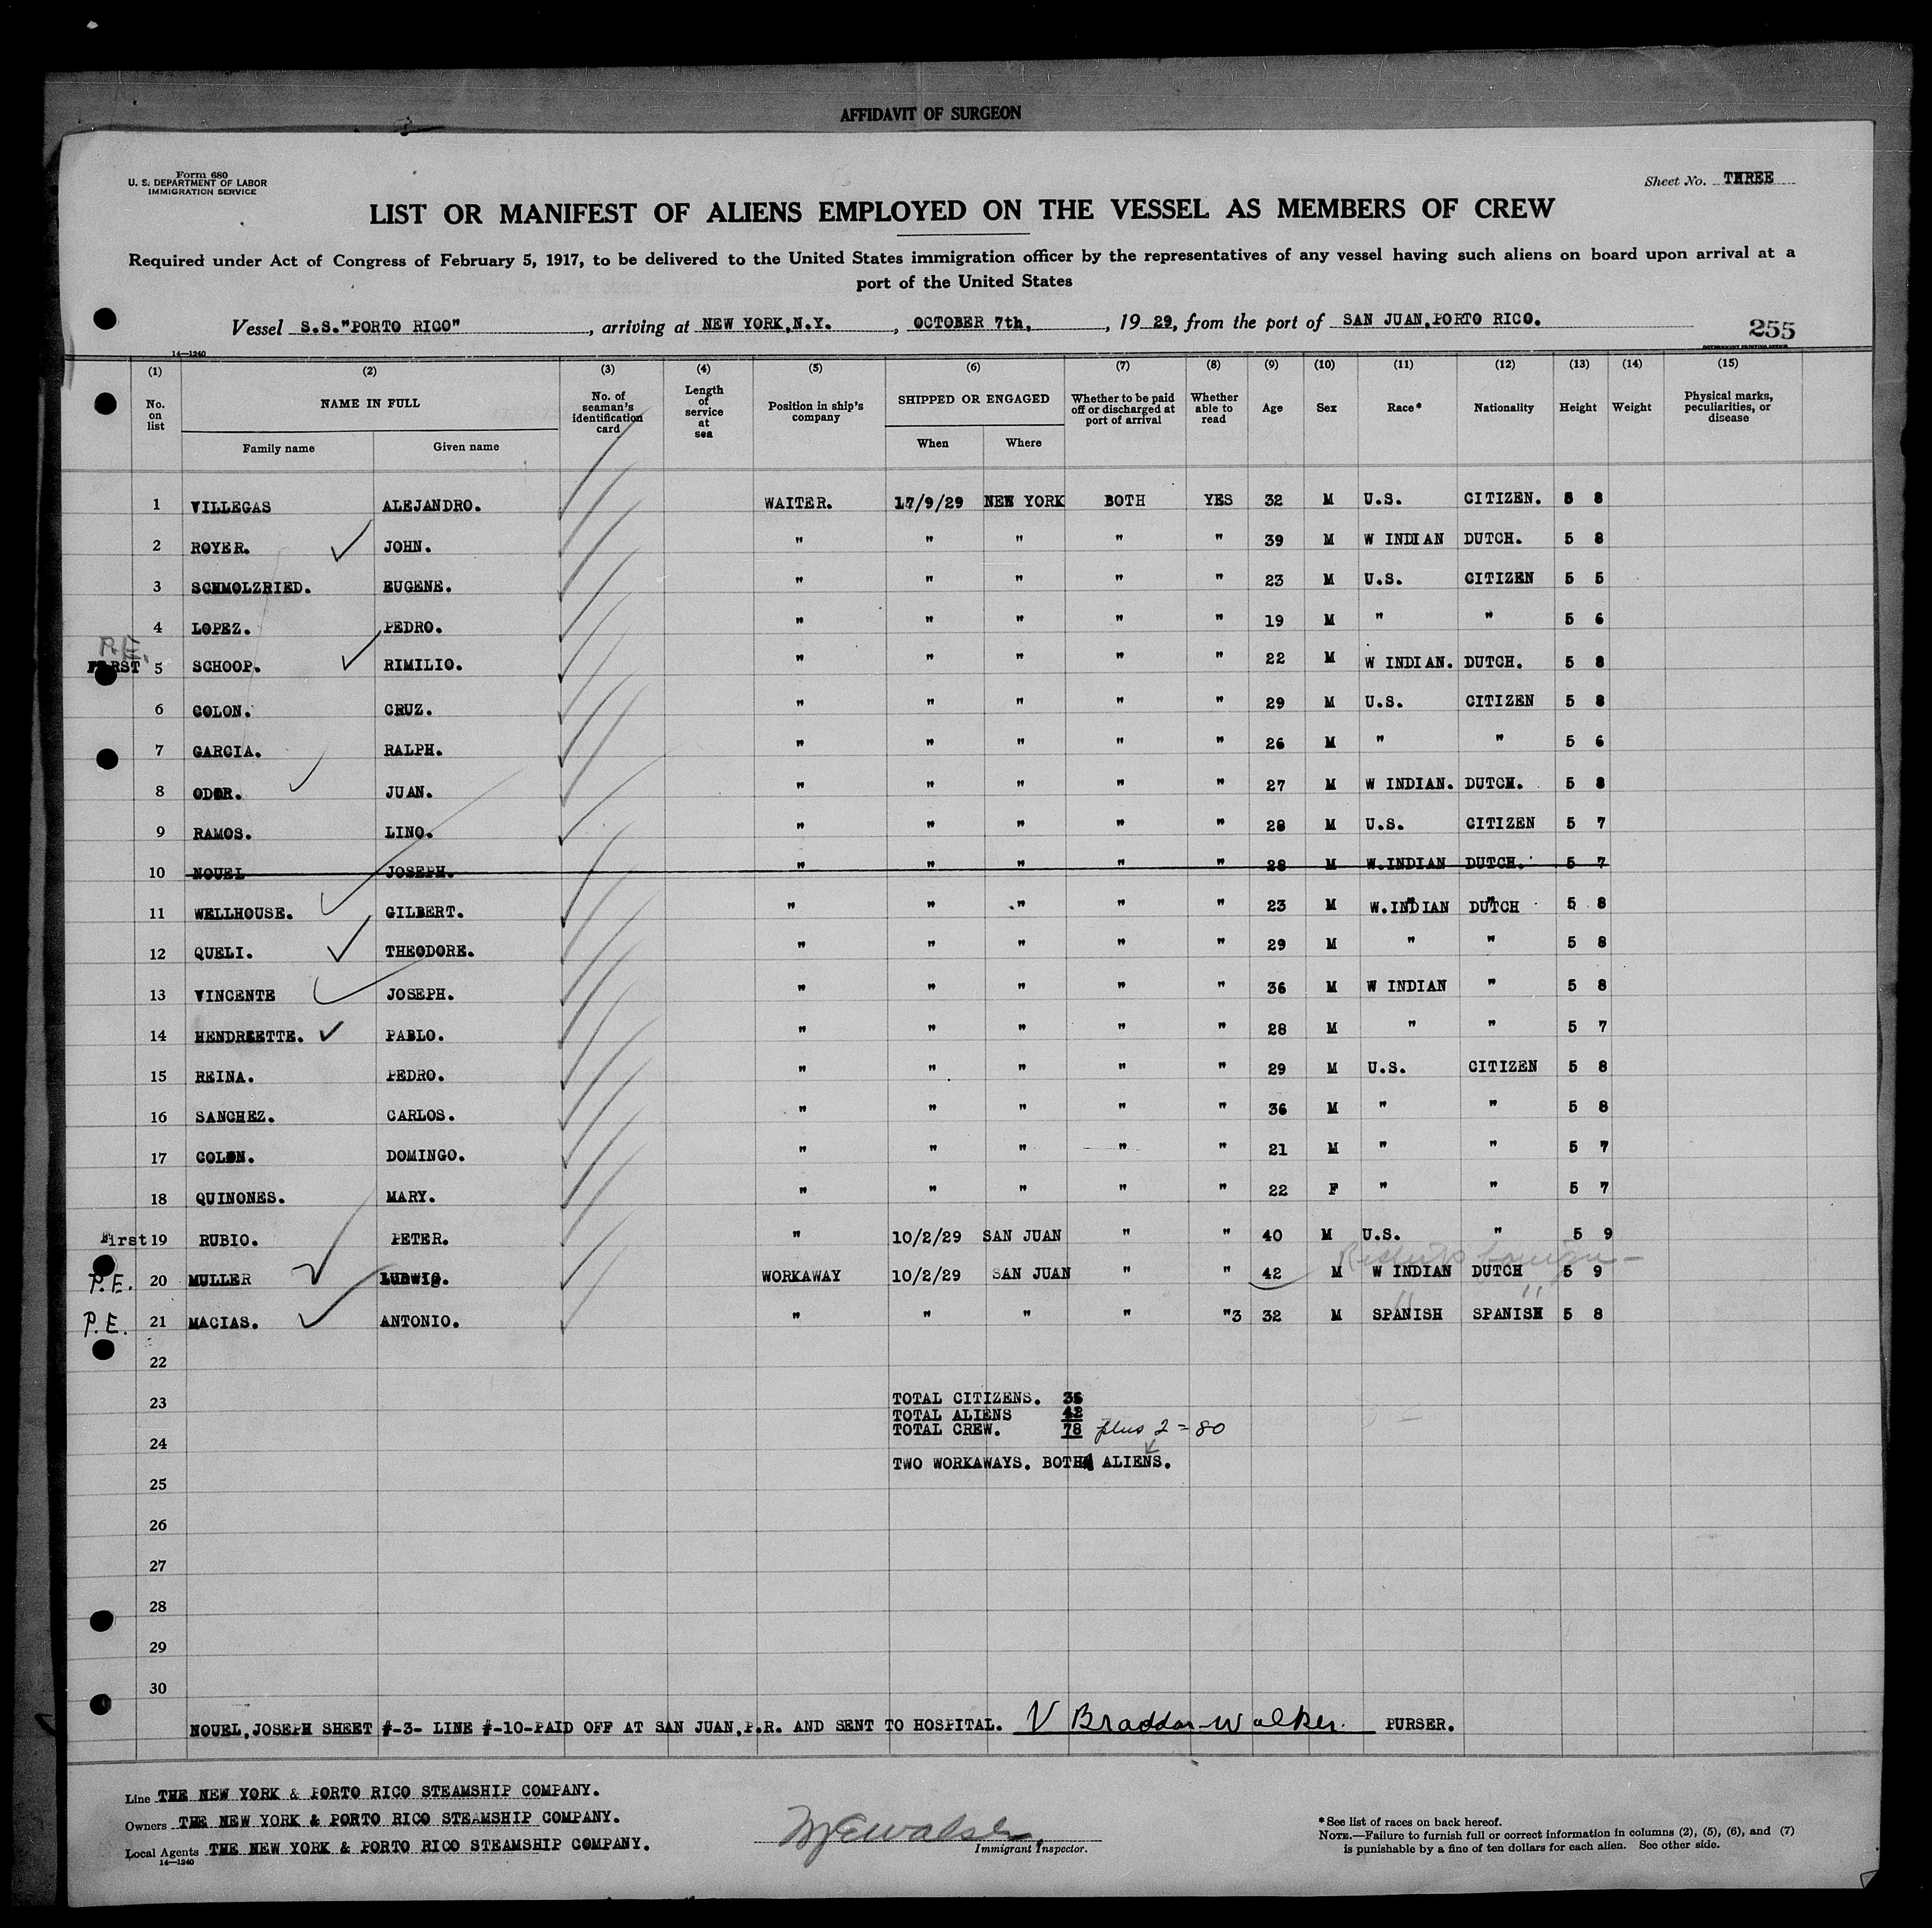 AFFIDAVIT OF SURGEON
Form 680
U. S. DEPARTMENT OF LABOR
IMMIGRATION SERVICE
Sheet No. THREE
LIST OR MANIFEST OF ALIENS EMPLOYED ON THE VESSEL AS MEMBERS OF CREW
Required under Act of Congress of February 5, 1917, to be delivered to the United States immigration officer by the representatives of any vessel having such aliens on board upon arrival at a
port of the United States
Vessel S.S."PORTO RICO" , arriving at NEW YORK,N.Y. , OCTOBER 7th, , 19 29, from the port of SAN JUAN,PORTO RICO.
255
14—1240
GOVERNMENT PRINTING OFFICE
(1) (2) (3) (4) (5) (6) (7) (8) (9) (10) (11) (12) (13) (14) (15)
No. on list NAME IN FULL Family name Given name No. of seaman's identification card Length of service at sea Position in ship's company SHIPPED OR ENGAGED When Where Whether to be paid off or discharged at port of arrival Whether able to read Age Sex Race* Nationality Height Weight Physical marks, peculiarities, or disease
1 VILLEGAS ALEJANDRO. WAITER. 17/9/29 NEW YORK BOTH YES 32 M U.S. CITIZEN. 5 8
2 ROYER. JOHN. " " " " " 39 M W INDIAN DUTCH. 5 8
3 SCHMOLZRIED. EUGENE. " " " " " 23 M U.S. CITIZEN 5 5
4 LOPEZ. PEDRO. " " " " " 19 M " " 5 6
P.E.
FIRST 5 SCHOOP. RIMILIO. " " " " " 22 M W INDIAN. DUTCH. 5 8
6 COLON. CRUZ. " " " " " 29 M U.S. CITIZEN 5 8
7 GARCIA. RALPH. " " " " " 26 M " " 5 6
8 ODOR. JUAN. " " " " " 27 M W INDIAN. DUTCH. 5 8
9 RAMOS. LINO. " " " " " 28 M U.S. CITIZEN 5 7
10 NOUEL JOSEPH. " " " " " 28 M W.INDIAN DUTCH. 5 7
11 WELLHOUSE. GILBERT. " " " " " 23 M W.INDIAN DUTCH 5 8
12 QUELI. THEODORE. " " " " " 29 M " " 5 8
13 VINCENTE JOSEPH. " " " " " 36 M W INDIAN " 5 8
14 HENDRIETTE. PABLO. " " " " " 28 M " " 5 7
15 REINA. PEDRO. " " " " " 29 M U.S. CITIZEN 5 8
16 SANCHEZ. CARLOS. " " " " " 36 M " " 5 8
17 COLON. DOMINGO. " " " " " 21 M " " 5 7
18 QUINONES. MARY. " " " " " 22 F " " 5 7
First 19 RUBIO. PETER. " 10/2/29 SAN JUAN " " 40 M U.S. " 5 9
P.E. 20 MULLER LUDWIG. WORKAWAY 10/2/29 SAN JUAN " " 42 M W INDIAN DUTCH 5 9
P.E. 21 MACIAS. ANTONIO. " " " " "3 32 M SPANISH SPANISH 5 8
22
23 TOTAL CITIZENS. 36
TOTAL ALIENS 42
24 TOTAL CREW. 78 plus 2 = 80
TWO WORKAWAYS. BOTH ALIENS.
25
26
27
28
29
30
NOUEL,JOSEPH SHEET #-3- LINE #-10-PAID OFF AT SAN JUAN,P.R. AND SENT TO HOSPITAL. V Braddon-Walker. PURSER.
Line THE NEW YORK & PORTO RICO STEAMSHIP COMPANY.
Owners THE NEW YORK & PORTO RICO STEAMSHIP COMPANY.
Local Agents THE NEW YORK & PORTO RICO STEAMSHIP COMPANY.
14—1240
Immigrant Inspector.
*See list of races on back hereof.
NOTE.—Failure to furnish full or correct information in columns (2), (5), (6), and (7)
is punishable by a fine of ten dollars for each alien. See other side.